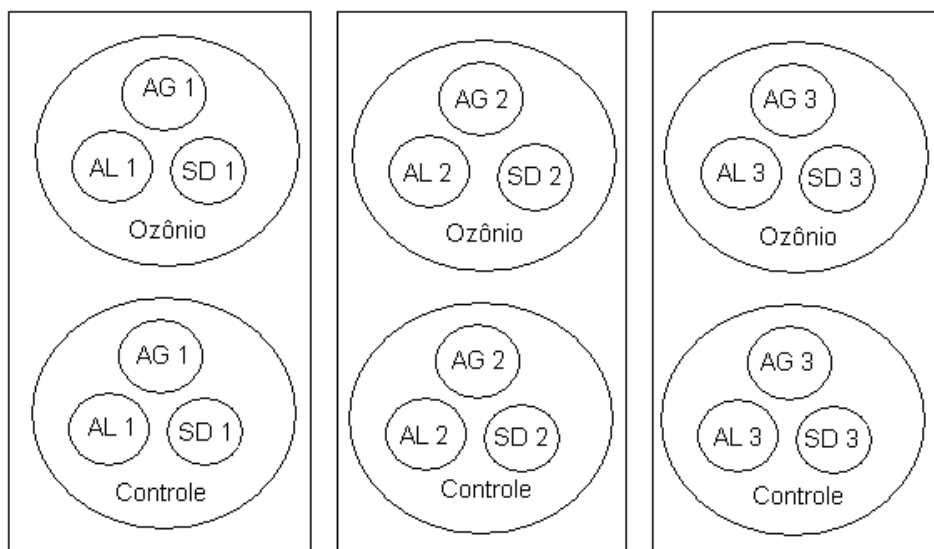 AG 1
AL 1 SD 1
Ozônio
AG 1
AL 1 SD 1
Controle
AG 2
AL 2 SD 2
Ozônio
AG 2
AL 2 SD 2
Controle
AG 3
AL 3 SD 3
Ozônio
AG 3
AL 3 SD 3
Controle